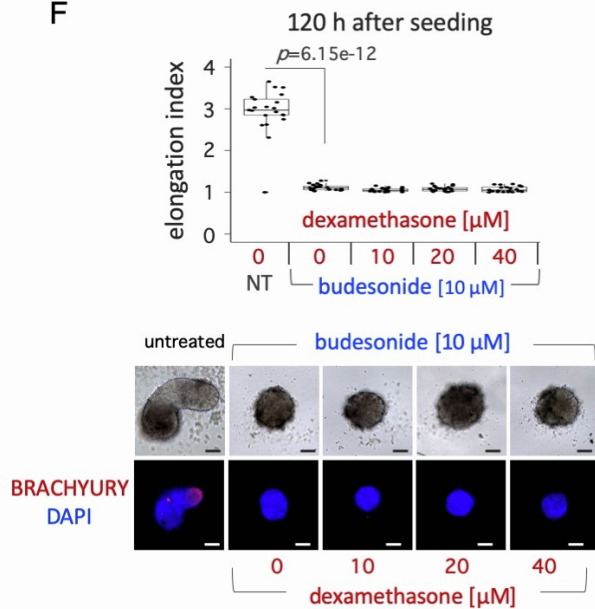 F
120 h after seeding
p=6.15e-12
elongation index
4
3
2
1
0
dexamethasone [µM]
0 0 10 20 40
NT budesonide [10 µM]
untreated budesonide [10 µM]
BRACHYURY
DAPI
0 10 20 40
dexamethasone [µM]